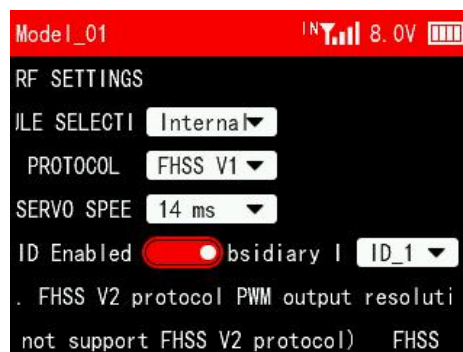 Model_01 IN 8.0V
RF SETTINGS
ULE SELECTI Internal
PROTOCOL FHSS V1
SERVO SPEE 14 ms
ID Enabled bsidiary I ID_1
. FHSS V2 protocol PWM output resoluti
not support FHSS V2 protocol) FHSS